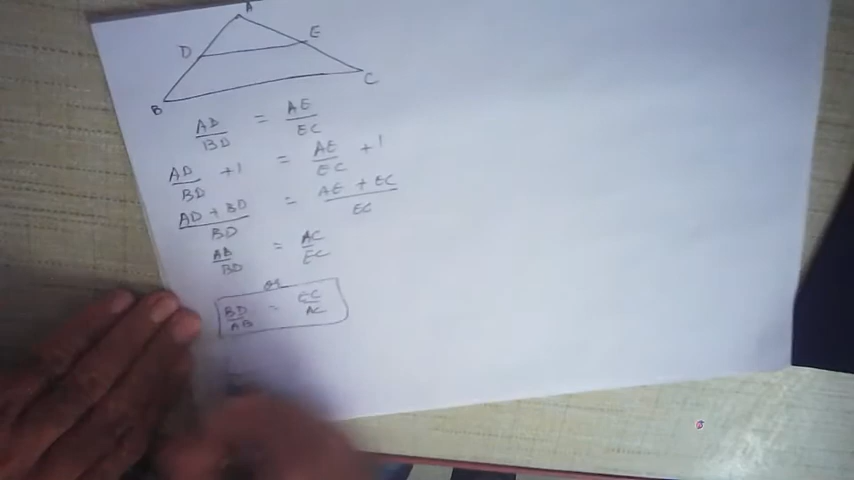 A
D E
B C
AD/BD = AE/EC
AD/BD + 1 = AE/EC + 1
AD + BD/BD = AE + EC/EC
AB/BD = AC/EC
BD/AB = EC/AC